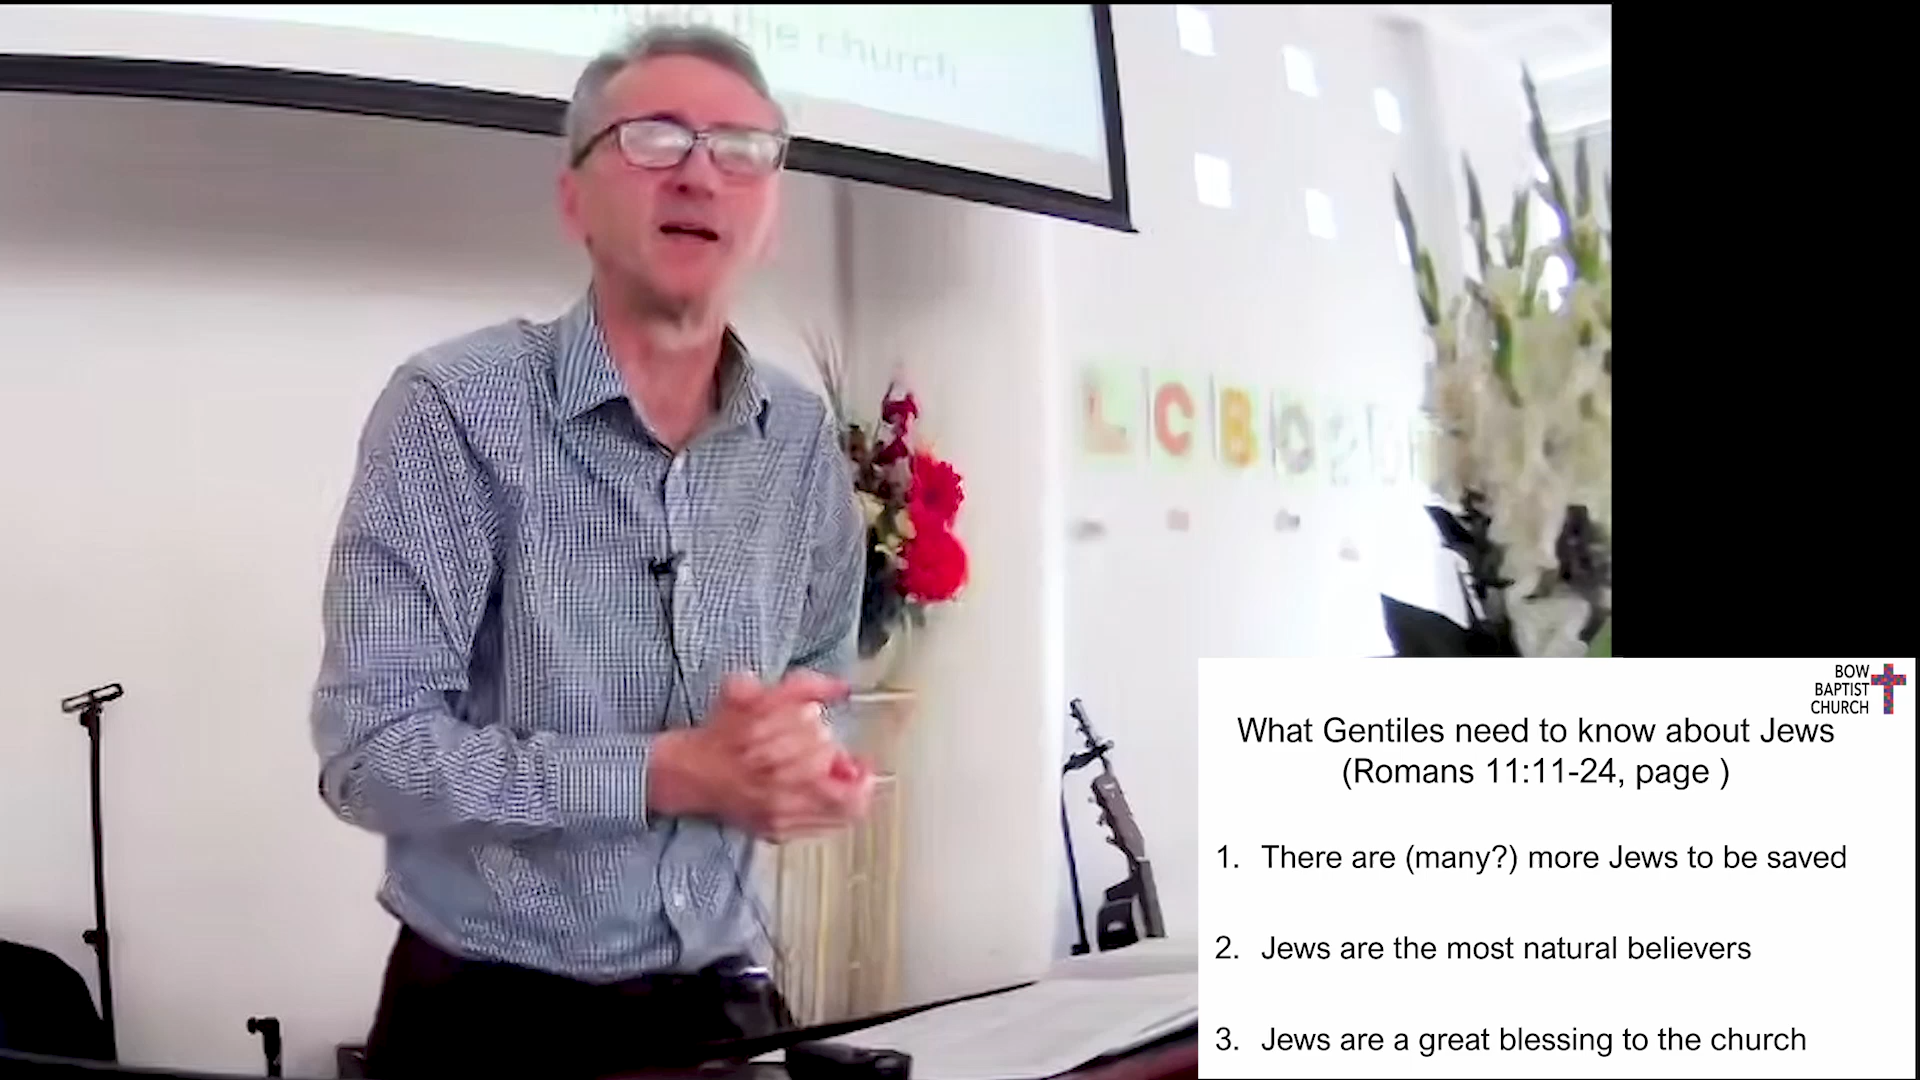 the church
L C B
BOW
BAPTIST
CHURCH
What Gentiles need to know about Jews
(Romans 11:11-24, page )
1. There are (many?) more Jews to be saved
2. Jews are the most natural believers
3. Jews are a great blessing to the church